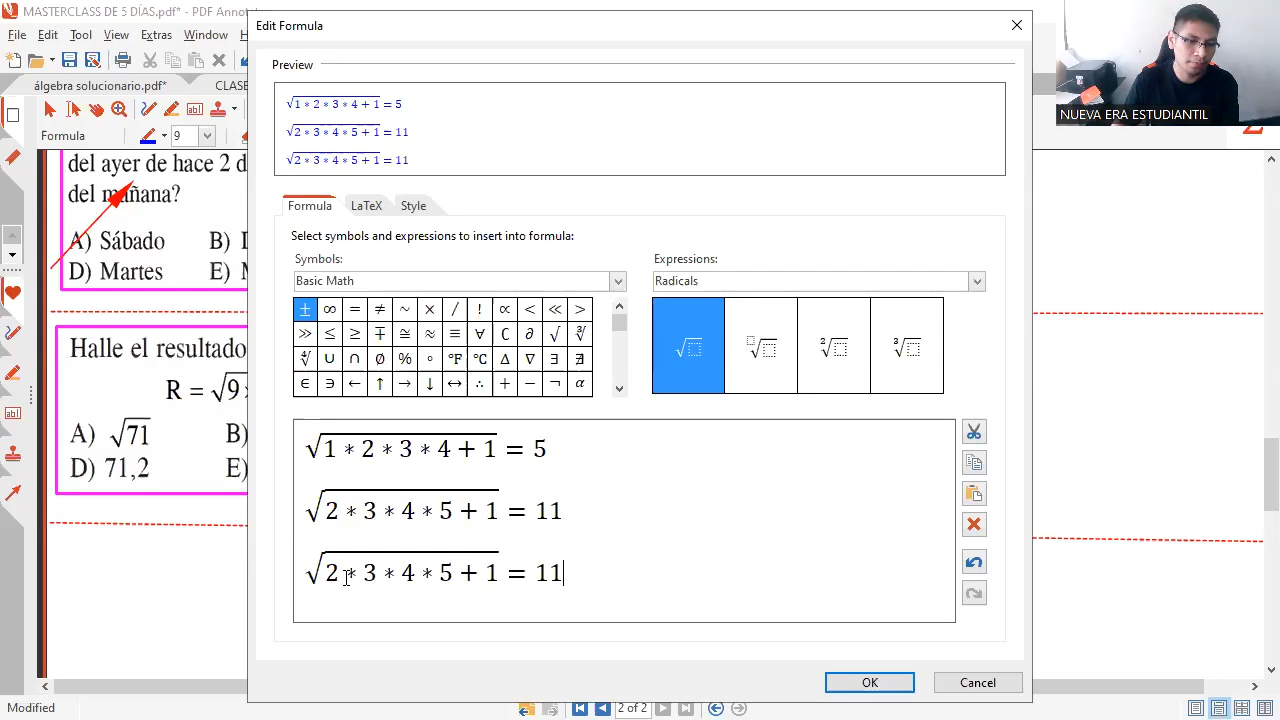 MASTERCLASS DE 5 DÍAS.pdf* - PDF Annot
Edit Formula
File Edit Tool View Extras Window
álgebra solucionario.pdf*
CLAS
Formula
9
del ayer de hace 2 d
del mañana?
A) Sábado
D) Martes
Halle el resultado
R = √9
A) √71 B)
D) 71,2 E)
Preview
√1 * 2 * 3 * 4 + 1 = 5
√2 * 3 * 4 * 5 + 1 = 11
√2 * 3 * 4 * 5 + 1 = 11
Formula LaTeX Style
Select symbols and expressions to insert into formula:
Symbols: Expressions:
Basic Math Radicals
± ∞ = ≠ ~ × / ! ∝ < ≪ >
≫ ≤ ≥ ∓ ≅ ≈ ≡ ∀ ∁ ∂ √ ∛
∜ ∪ ∩ ∅ % ° °F °C ∆ ∇ ∃ ∄
∈ ∋ ← ↑ → ↓ ↔ ∴ + − ¬ α
√1 * 2 * 3 * 4 + 1 = 5
√2 * 3 * 4 * 5 + 1 = 11
√2 * 3 * 4 * 5 + 1 = 11
OK Cancel
Modified
2 of 2
NUEVA ERA ESTUDIANTIL